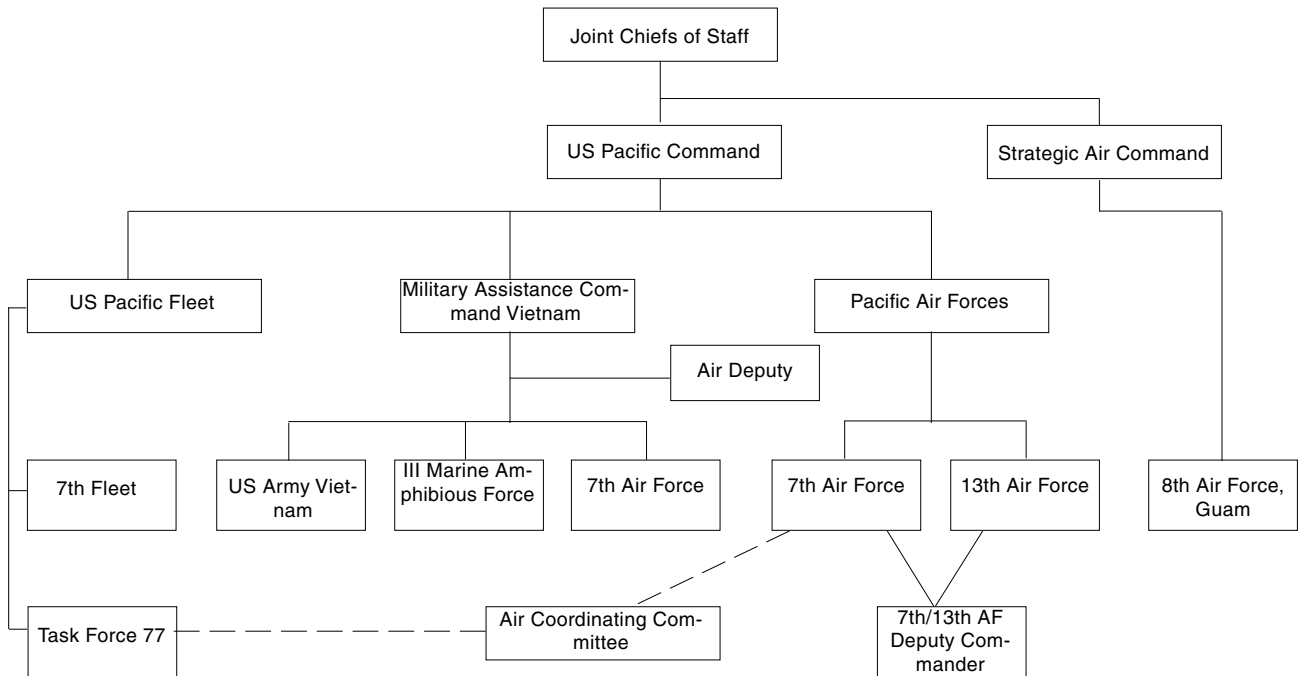 Joint Chiefs of Staff
US Pacific Command
Strategic Air Command
US Pacific Fleet
Military Assistance Com-
mand Vietnam
Pacific Air Forces
Air Deputy
7th Fleet
US Army Viet-
nam
III Marine Am-
phibious Force
7th Air Force
7th Air Force
13th Air Force
8th Air Force,
Guam
Task Force 77
Air Coordinating Com-
mittee
7th/13th AF
Deputy Com-
mander